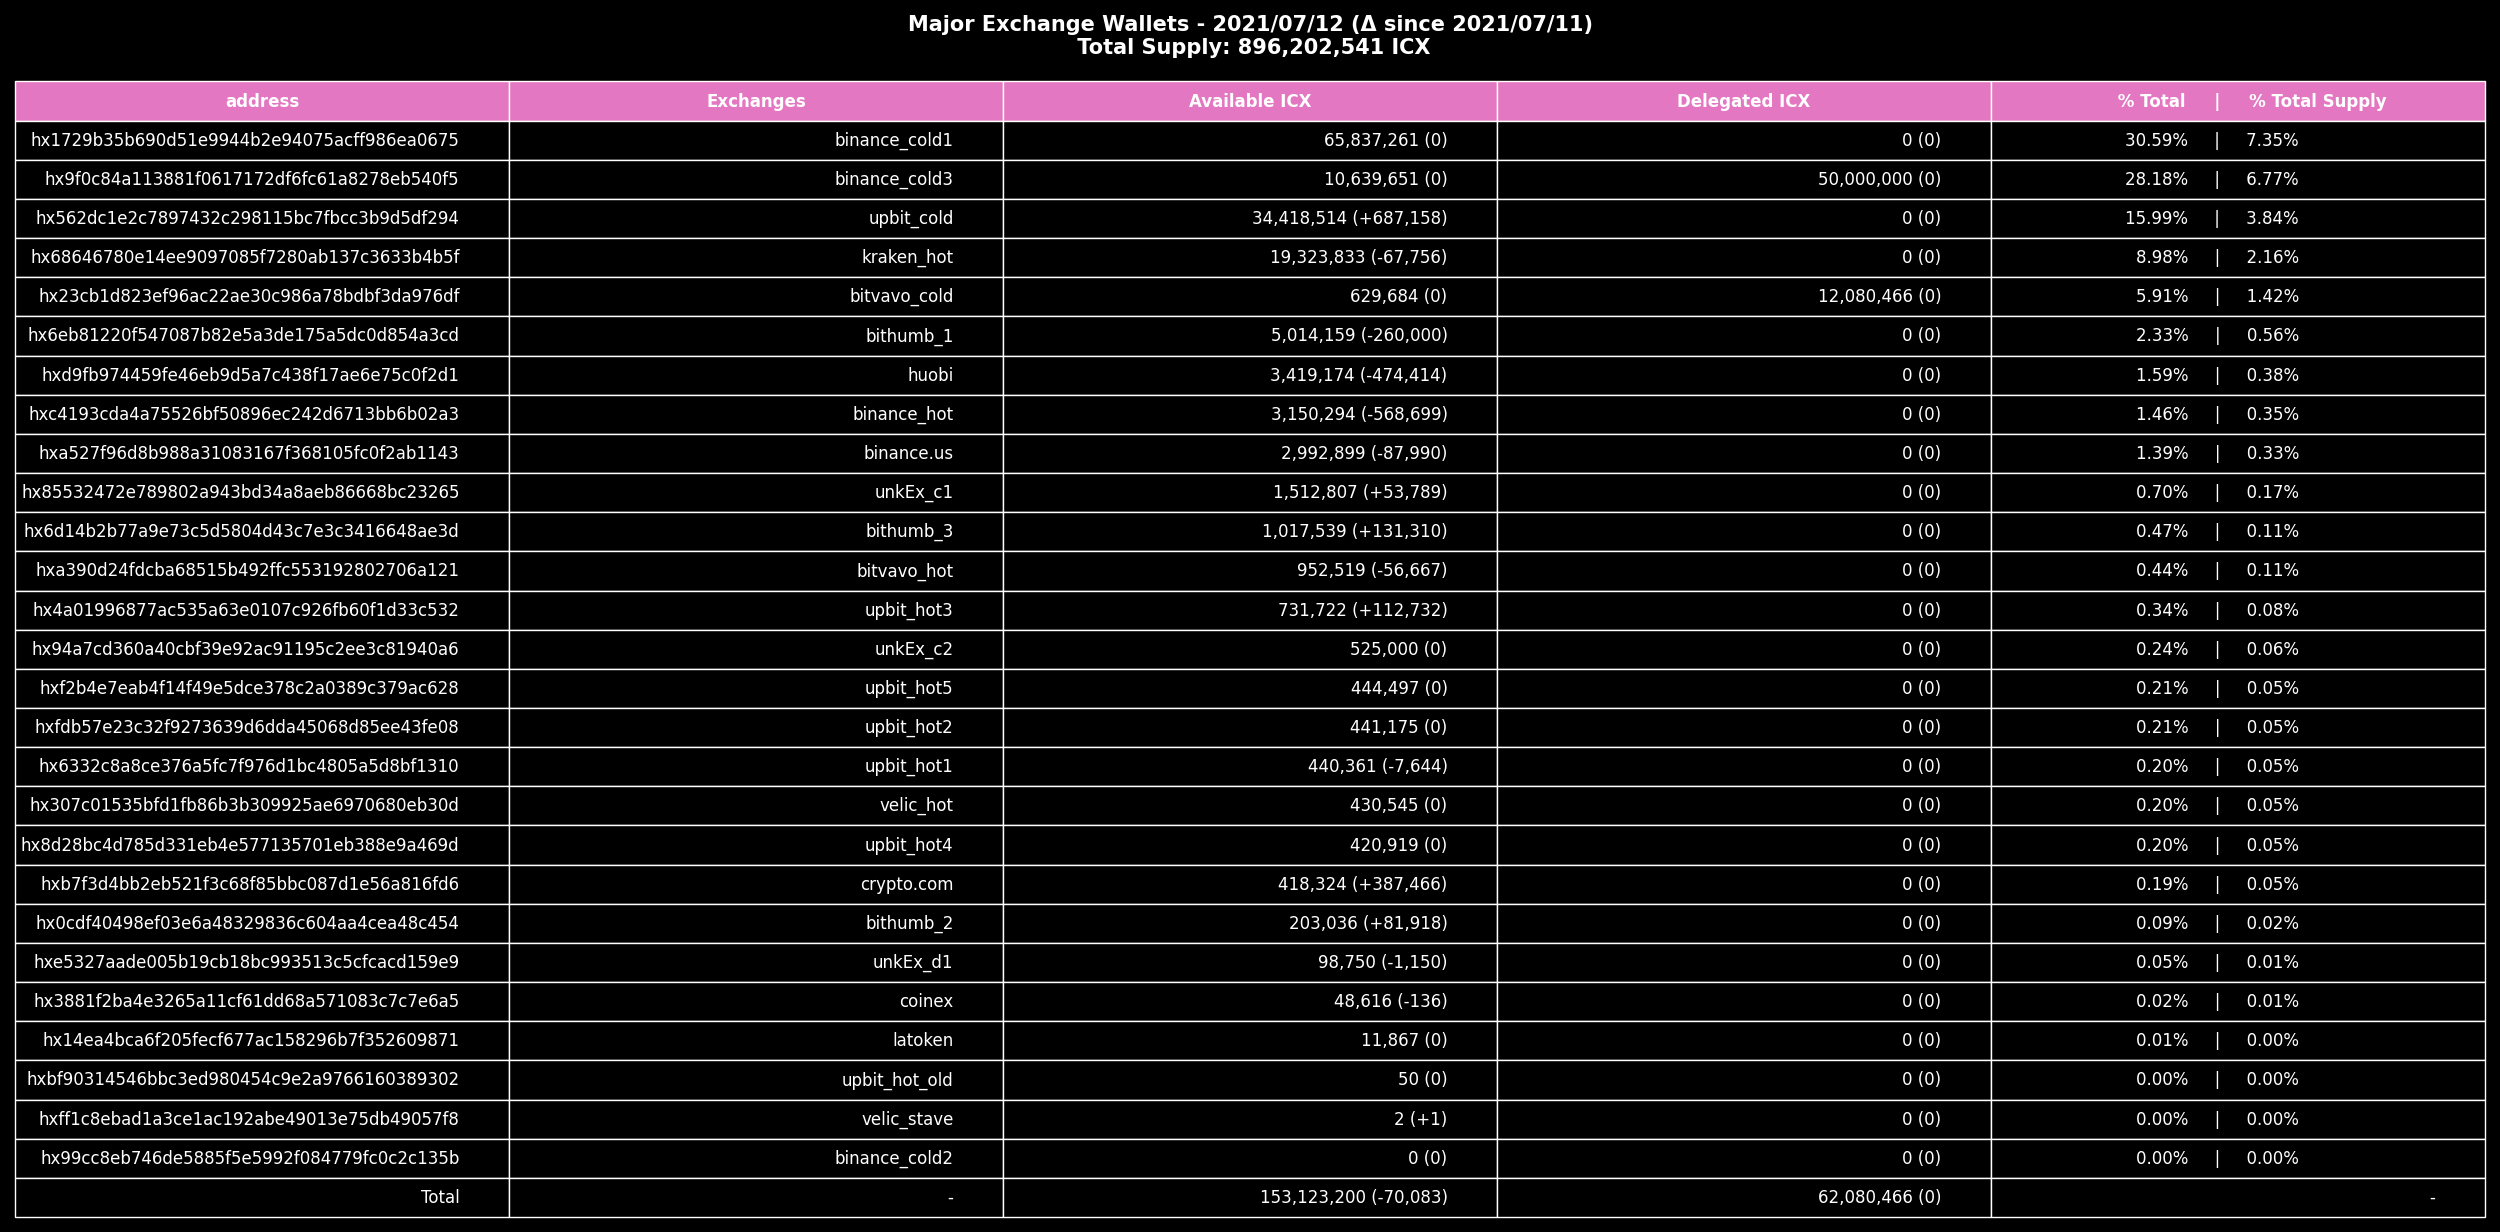 Major Exchange Wallets - 2021/07/12 (Δ since 2021/07/11)
Total Supply: 896,202,541 ICX
address Exchanges Available ICX Delegated ICX % Total | % Total Supply
hx1729b35b690d51e9944b2e94075acff986ea0675 binance_cold1 65,837,261 (0) 0 (0) 30.59% | 7.35%
hx9f0c84a113881f0617172df6fc61a8278eb540f5 binance_cold3 10,639,651 (0) 50,000,000 (0) 28.18% | 6.77%
hx562dc1e2c7897432c298115bc7fbcc3b9d5df294 upbit_cold 34,418,514 (+687,158) 0 (0) 15.99% | 3.84%
hx68646780e14ee9097085f7280ab137c3633b4b5f kraken_hot 19,323,833 (-67,756) 0 (0) 8.98% | 2.16%
hx23cb1d823ef96ac22ae30c986a78bdbf3da976df bitvavo_cold 629,684 (0) 12,080,466 (0) 5.91% | 1.42%
hx6eb81220f547087b82e5a3de175a5dc0d854a3cd bithumb_1 5,014,159 (-260,000) 0 (0) 2.33% | 0.56%
hxd9fb974459fe46eb9d5a7c438f17ae6e75c0f2d1 huobi 3,419,174 (-474,414) 0 (0) 1.59% | 0.38%
hxc4193cda4a75526bf50896ec242d6713bb6b02a3 binance_hot 3,150,294 (-568,699) 0 (0) 1.46% | 0.35%
hxa527f96d8b988a31083167f368105fc0f2ab1143 binance.us 2,992,899 (-87,990) 0 (0) 1.39% | 0.33%
hx85532472e789802a943bd34a8aeb86668bc23265 unkEx_c1 1,512,807 (+53,789) 0 (0) 0.70% | 0.17%
hx6d14b2b77a9e73c5d5804d43c7e3c3416648ae3d bithumb_3 1,017,539 (+131,310) 0 (0) 0.47% | 0.11%
hxa390d24fdcba68515b492ffc553192802706a121 bitvavo_hot 952,519 (-56,667) 0 (0) 0.44% | 0.11%
hx4a01996877ac535a63e0107c926fb60f1d33c532 upbit_hot3 731,722 (+112,732) 0 (0) 0.34% | 0.08%
hx94a7cd360a40cbf39e92ac91195c2ee3c81940a6 unkEx_c2 525,000 (0) 0 (0) 0.24% | 0.06%
hxf2b4e7eab4f14f49e5dce378c2a0389c379ac628 upbit_hot5 444,497 (0) 0 (0) 0.21% | 0.05%
hxfdb57e23c32f9273639d6dda45068d85ee43fe08 upbit_hot2 441,175 (0) 0 (0) 0.21% | 0.05%
hx6332c8a8ce376a5fc7f976d1bc4805a5d8bf1310 upbit_hot1 440,361 (-7,644) 0 (0) 0.20% | 0.05%
hx307c01535bfd1fb86b3b309925ae6970680eb30d velic_hot 430,545 (0) 0 (0) 0.20% | 0.05%
hx8d28bc4d785d331eb4e577135701eb388e9a469d upbit_hot4 420,919 (0) 0 (0) 0.20% | 0.05%
hxb7f3d4bb2eb521f3c68f85bbc087d1e56a816fd6 crypto.com 418,324 (+387,466) 0 (0) 0.19% | 0.05%
hx0cdf40498ef03e6a48329836c604aa4cea48c454 bithumb_2 203,036 (+81,918) 0 (0) 0.09% | 0.02%
hxe5327aade005b19cb18bc993513c5cfcacd159e9 unkEx_d1 98,750 (-1,150) 0 (0) 0.05% | 0.01%
hx3881f2ba4e3265a11cf61dd68a571083c7c7e6a5 coinex 48,616 (-136) 0 (0) 0.02% | 0.01%
hx14ea4bca6f205fecf677ac158296b7f352609871 latoken 11,867 (0) 0 (0) 0.01% | 0.00%
hxbf90314546bbc3ed980454c9e2a9766160389302 upbit_hot_old 50 (0) 0 (0) 0.00% | 0.00%
hxff1c8ebad1a3ce1ac192abe49013e75db49057f8 velic_stave 2 (+1) 0 (0) 0.00% | 0.00%
hx99cc8eb746de5885f5e5992f084779fc0c2c135b binance_cold2 0 (0) 0 (0) 0.00% | 0.00%
Total - 153,123,200 (-70,083) 62,080,466 (0) -